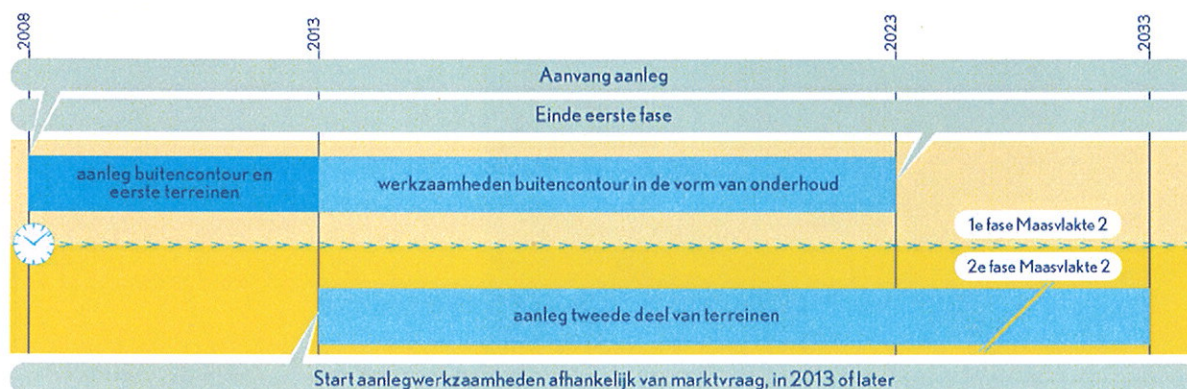 2008
2013
2023
2033
Aanvang aanleg
Einde eerste fase
aanleg buitencontour en
eerste terreinen
werkzaamheden buitencontour in de vorm van onderhoud
1e fase Maasvlakte 2
2e fase Maasvlakte 2
aanleg tweede deel van terreinen
Start aanlegwerkzaamheden afhankelijk van marktvraag, in 2013 of later